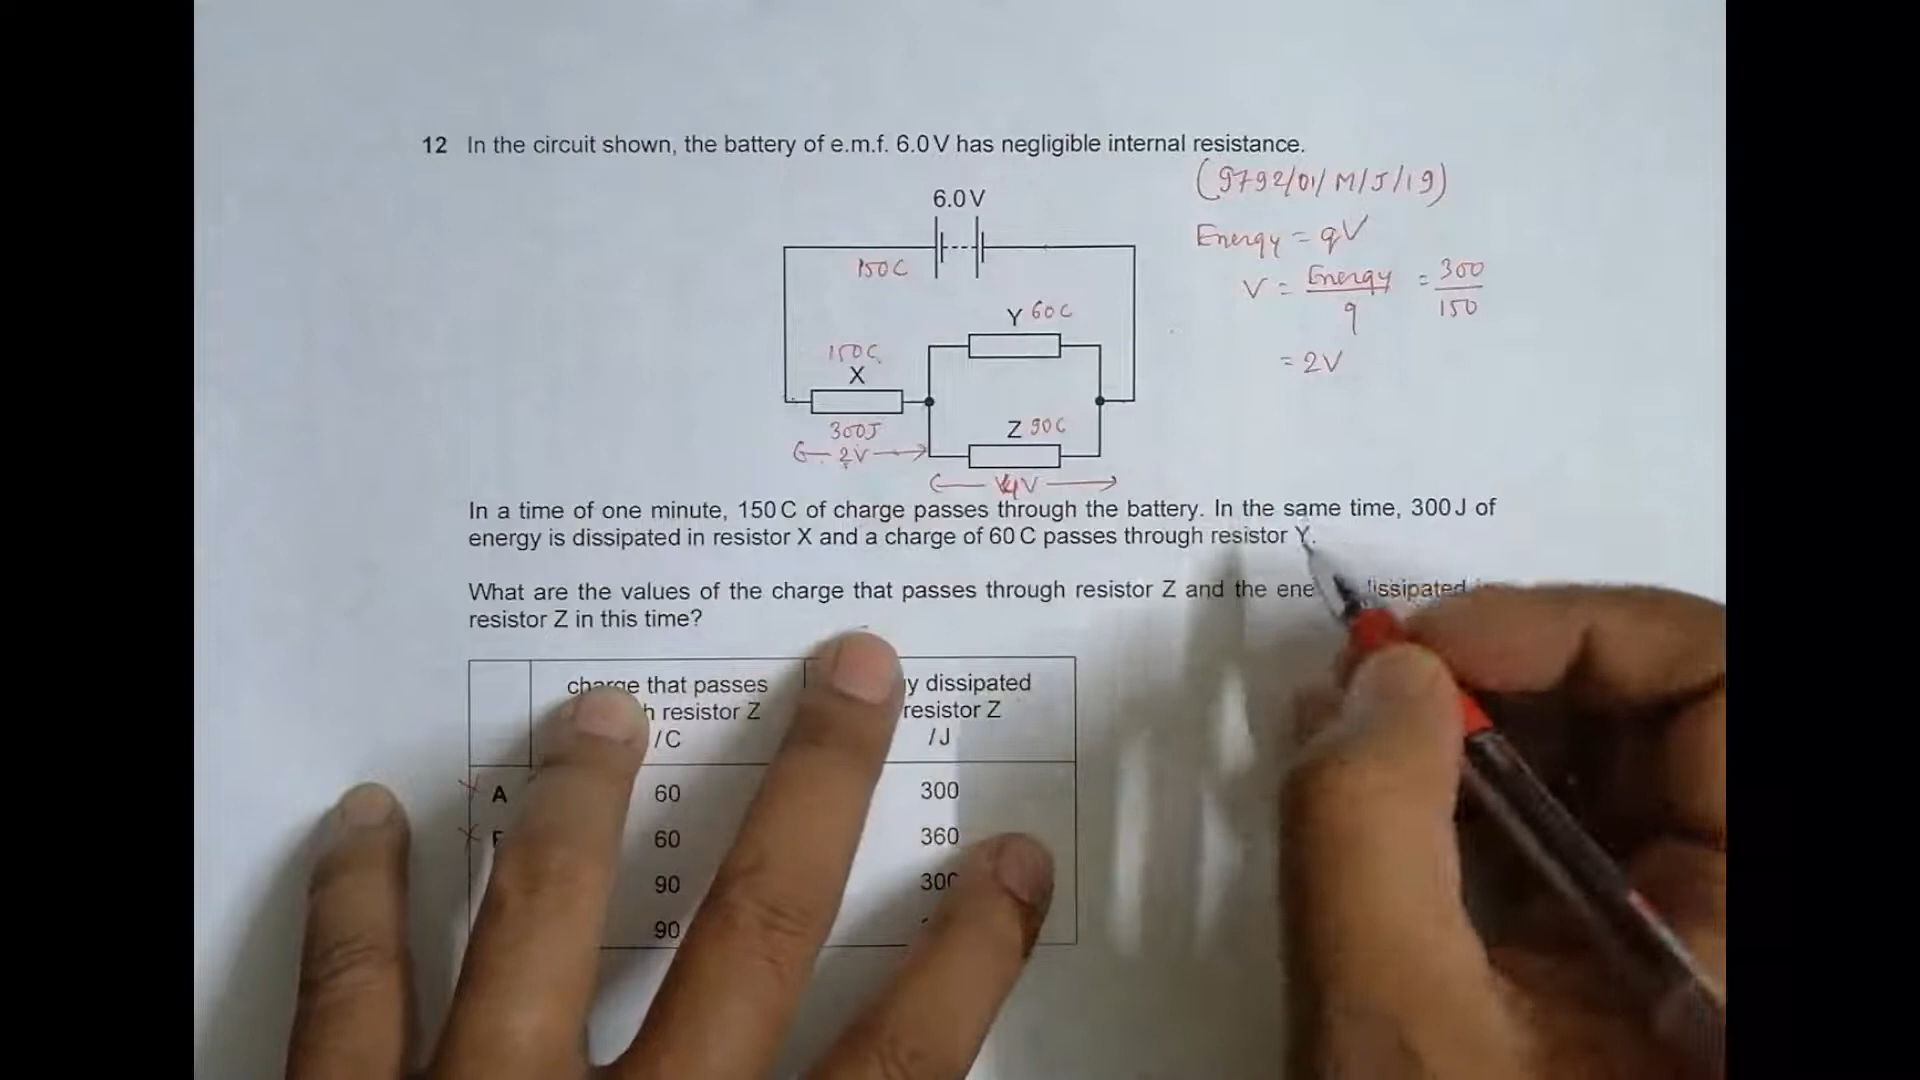 12 In the circuit shown, the battery of e.m.f. 6.0 V has negligible internal resistance.
(9792/01/M/J/19)
6.0 V
Energy = qV
150C
V = Energy/q = 300/150
Y 60C
= 2V
150C
X
300J
Z 90C
2V
4V
In a time of one minute, 150 C of charge passes through the battery. In the same time, 300 J of
energy is dissipated in resistor X and a charge of 60 C passes through resistor Y.
What are the values of the charge that passes through resistor Z and the ene dissipated
resistor Z in this time?
charge that passes
resistor Z
/ C
y dissipated
resistor Z
/ J
A 60 300
60 360
90 300
90